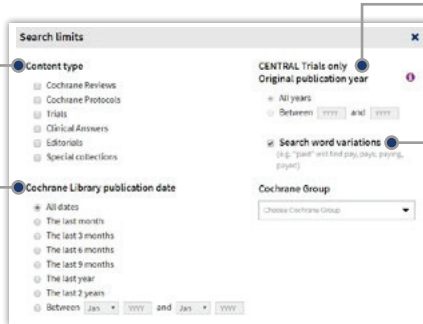 Search limits
Content type
Cochrane Reviews
Cochrane Protocols
Trials
Clinical Answers
Editorials
Special collections
Cochrane Library publication date
All dates
The last month
The last 3 months
The last 6 months
The last 9 months
The last year
The last 2 years
Between Jan YYYY and Jan YYYY
CENTRAL Trials only
Original publication year
All years
Between YYYY and YYYY
Search word variations
(e.g. "paid" will find pay, pays, paying,
payed)
Cochrane Group
Choose Cochrane Group